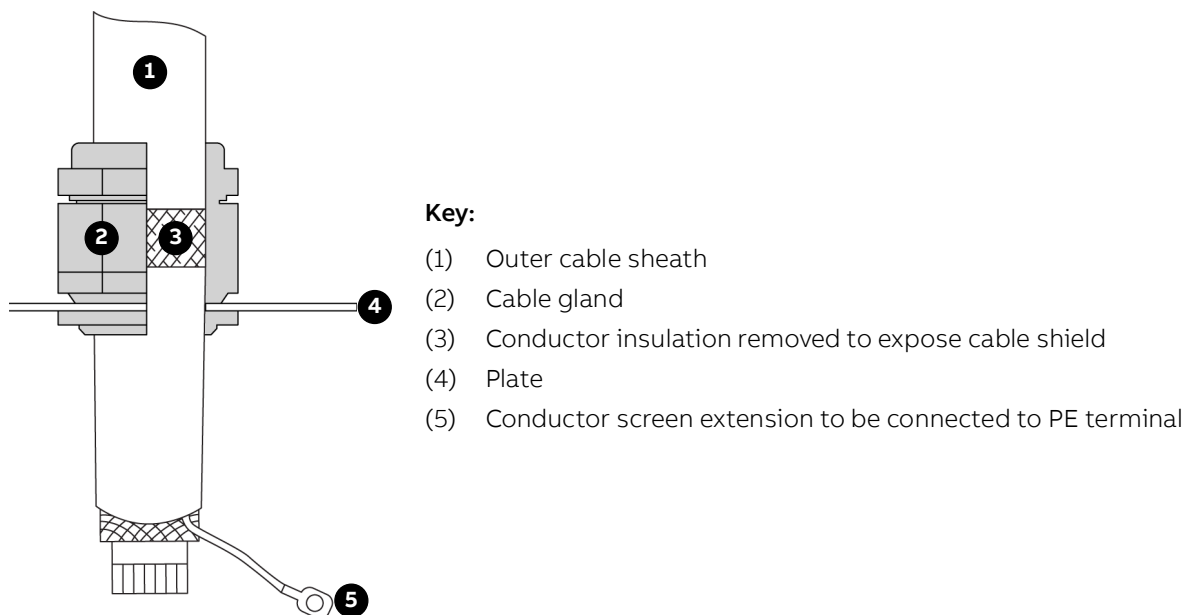 1
2
3
4
5
Key:
(1) Outer cable sheath
(2) Cable gland
(3) Conductor insulation removed to expose cable shield
(4) Plate
(5) Conductor screen extension to be connected to PE terminal